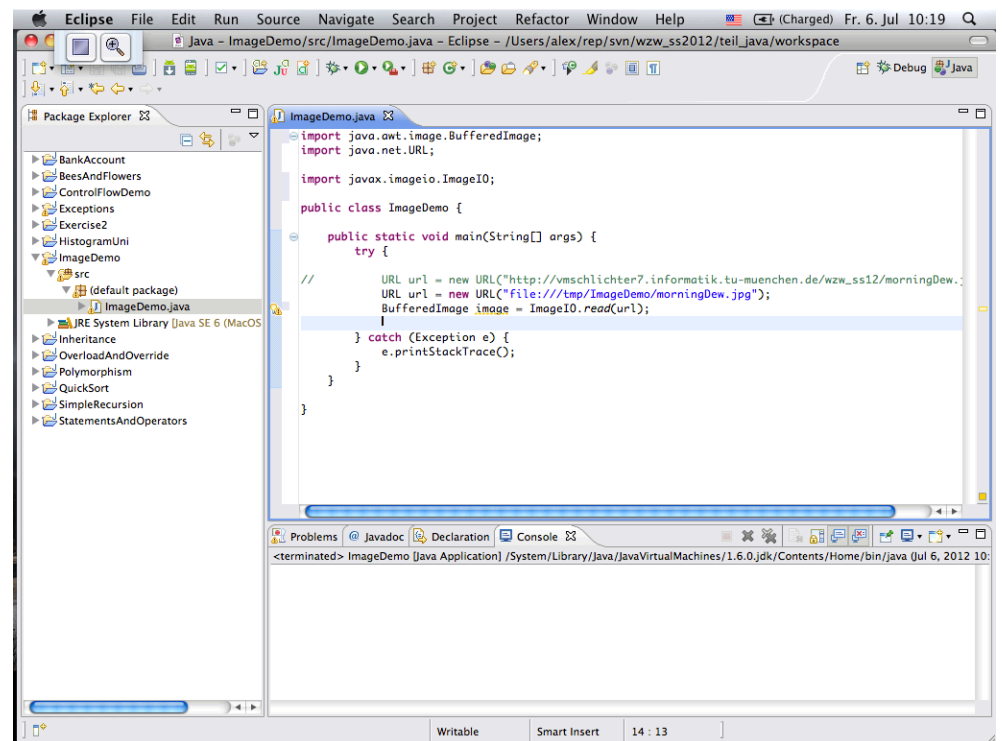 Eclipse File Edit Run Source Navigate Search Project Refactor Window Help (Charged) Fr. 6. Jul 10:19
Java – ImageDemo/src/ImageDemo.java – Eclipse – /Users/alex/rep/svn/wzw_ss2012/teil_java/workspace
Debug Java
Package Explorer
BankAccount
BeesAndFlowers
ControlFlowDemo
Exceptions
Exercise2
HistogramUni
ImageDemo
src
(default package)
ImageDemo.java
JRE System Library [Java SE 6 (MacOS
Inheritance
OverloadAndOverride
Polymorphism
QuickSort
SimpleRecursion
StatementsAndOperators
ImageDemo.java
import java.awt.image.BufferedImage;
import java.net.URL;
import javax.imageio.ImageIO;
public class ImageDemo {
public static void main(String[] args) {
try {
// URL url = new URL("http://vmschlichter7.informatik.tu-muenchen.de/wzw_ss12/morningDew.j
URL url = new URL("file:///tmp/ImageDemo/morningDew.jpg");
BufferedImage image = ImageIO.read(url);
} catch (Exception e) {
e.printStackTrace();
}
}
}
Problems @ Javadoc Declaration Console
<terminated> ImageDemo [Java Application] /System/Library/Java/JavaVirtualMachines/1.6.0.jdk/Contents/Home/bin/java (Jul 6, 2012 10:
Writable Smart Insert 14 : 13